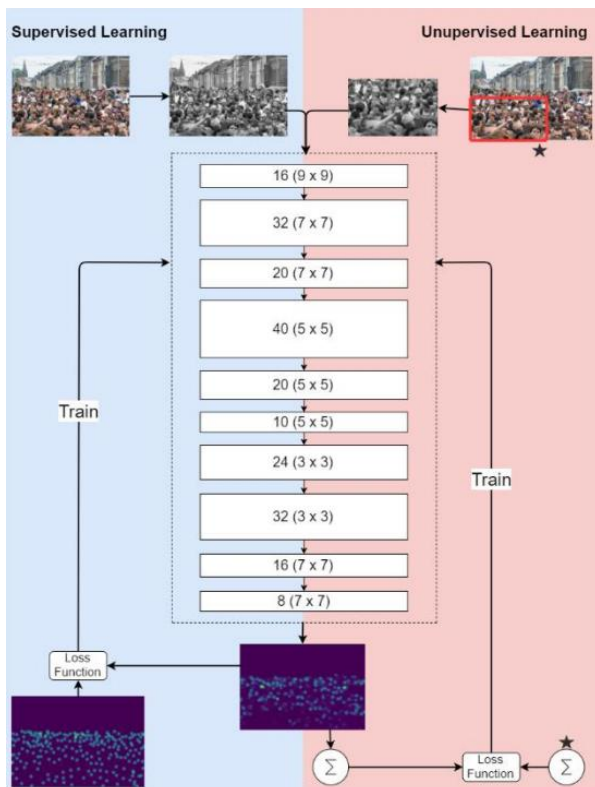 Supervised Learning
Unupervised Learning
★
16 (9 x 9)
32 (7 x 7)
20 (7 x 7)
40 (5 x 5)
20 (5 x 5)
10 (5 x 5)
24 (3 x 3)
32 (3 x 3)
16 (7 x 7)
8 (7 x 7)
Train
Train
Loss
Function
Σ
Loss
Function
★
Σ